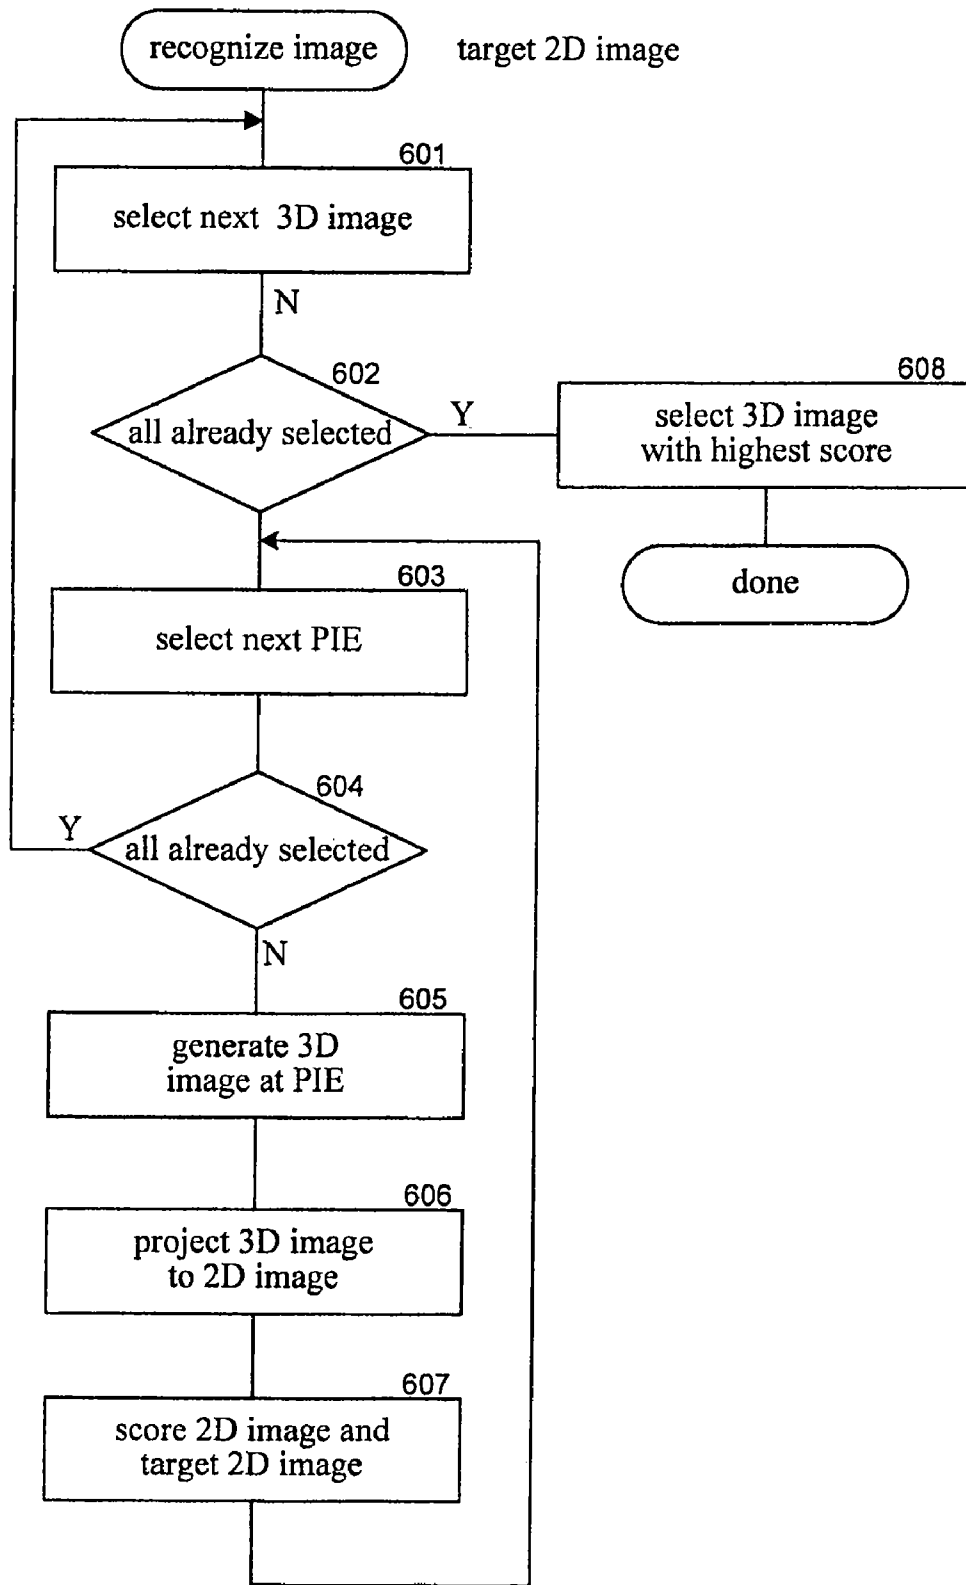 recognize image
target 2D image
601
select next 3D image
N
602
all already selected
Y
608
select 3D image
with highest score
done
603
select next PIE
604
Y
all already selected
N
605
generate 3D
image at PIE
606
project 3D image
to 2D image
607
score 2D image and
target 2D image